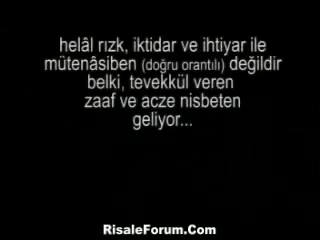 helâl rızk, iktidar ve ihtiyar ile
mütenâsiben (doğru orantılı) değildir
belki, tevekkül veren
zaaf ve acze nisbeten
geliyor...
RisaleForum.Com